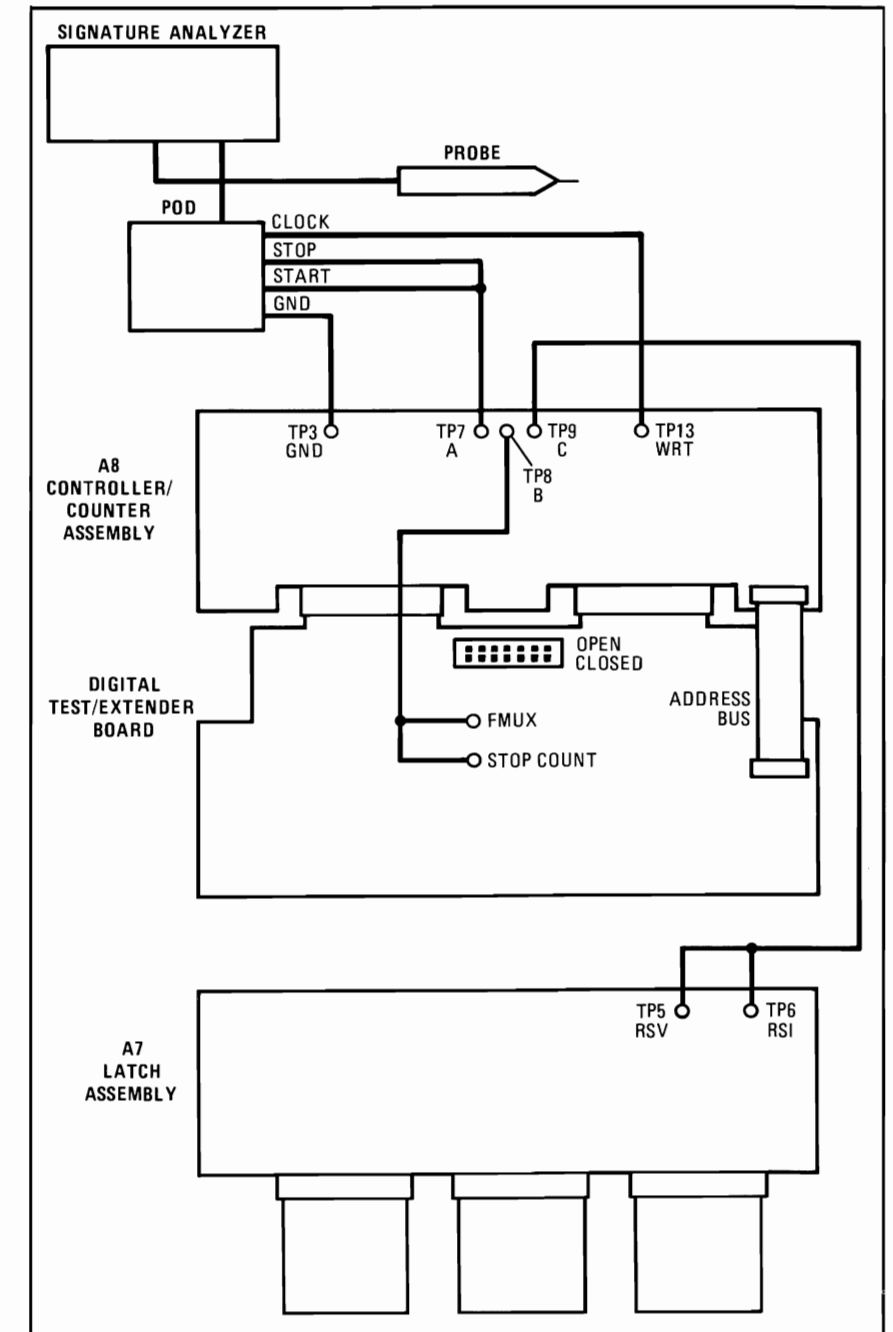 SIGNATURE ANALYZER
PROBE
POD
CLOCK
STOP
START
GND
TP3
GND
TP7
A
TP8
B
TP9
C
TP13
WRT
A8
CONTROLLER/
COUNTER
ASSEMBLY
OPEN
CLOSED
DIGITAL
TEST/EXTENDER
BOARD
ADDRESS
BUS
FMUX
STOP COUNT
TP5
RSV
TP6
RSI
A7
LATCH
ASSEMBLY